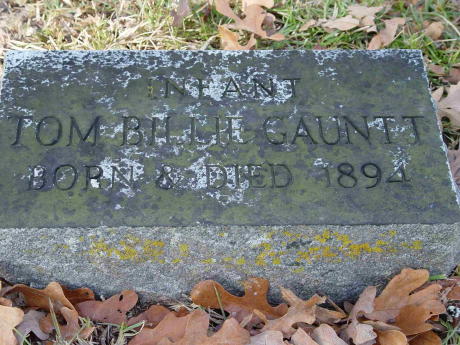 INFANT
TOM BILLIE GAUNTT
BORN & DIED 1894